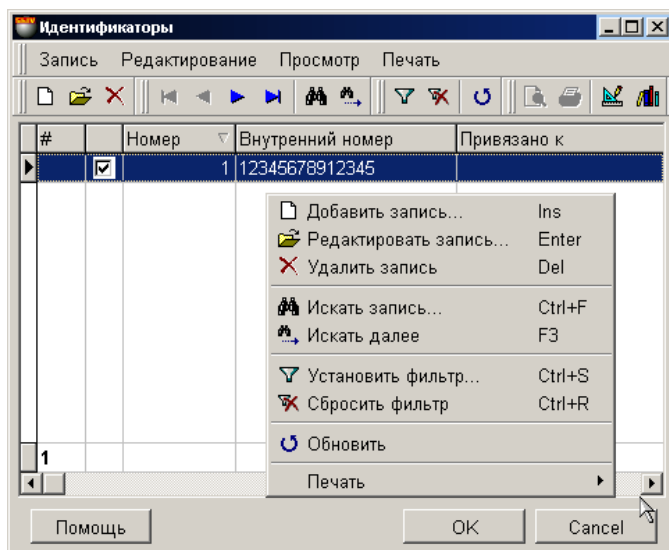 Идентификаторы
Запись Редактирование Просмотр Печать
# Номер Внутренний номер Привязано к
1 12345678912345
Добавить запись... Ins
Редактировать запись... Enter
Удалить запись Del
Искать запись... Ctrl+F
Искать далее F3
Установить фильтр... Ctrl+S
Сбросить фильтр Ctrl+R
Обновить
Печать
1
Помощь OK Cancel